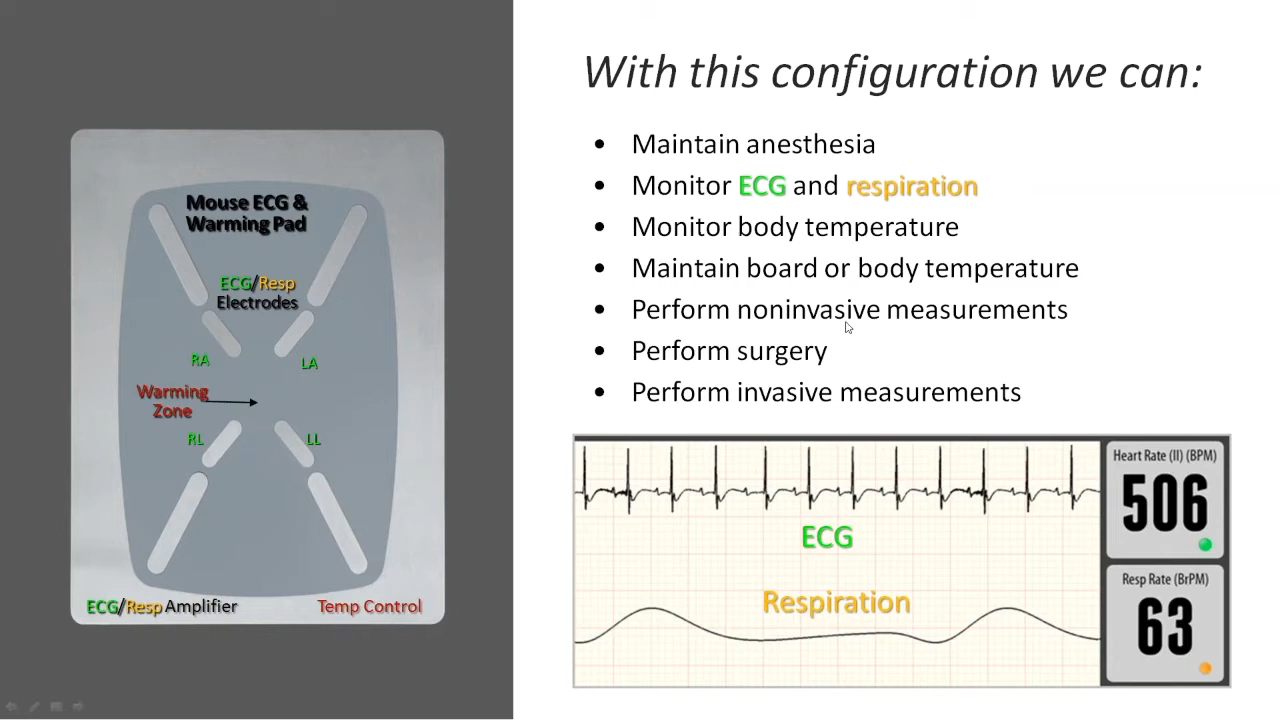 Mouse ECG &
Warming Pad
ECG/Resp
Electrodes
RA
LA
Warming
Zone
RL
LL
ECG/Resp Amplifier
Temp Control
With this configuration we can:
• Maintain anesthesia
• Monitor ECG and respiration
• Monitor body temperature
• Maintain board or body temperature
• Perform noninvasive measurements
• Perform surgery
• Perform invasive measurements
Heart Rate (II) (BPM)
506
ECG
Resp Rate (BrPM)
63
Respiration